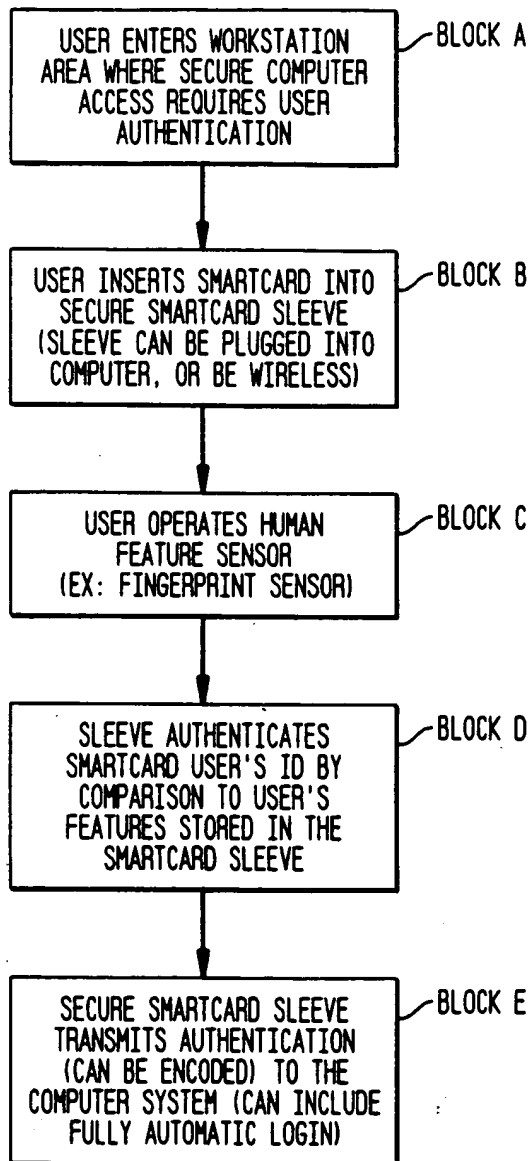 USER ENTERS WORKSTATION
AREA WHERE SECURE COMPUTER
ACCESS REQUIRES USER
AUTHENTICATION
BLOCK A
USER INSERTS SMARTCARD INTO
SECURE SMARTCARD SLEEVE
(SLEEVE CAN BE PLUGGED INTO
COMPUTER, OR BE WIRELESS)
BLOCK B
USER OPERATES HUMAN
FEATURE SENSOR
(EX: FINGERPRINT SENSOR)
BLOCK C
SLEEVE AUTHENTICATES
SMARTCARD USER'S ID BY
COMPARISON TO USER'S
FEATURES STORED IN THE
SMARTCARD SLEEVE
BLOCK D
SECURE SMARTCARD SLEEVE
TRANSMITS AUTHENTICATION
(CAN BE ENCODED) TO THE
COMPUTER SYSTEM (CAN INCLUDE
FULLY AUTOMATIC LOGIN)
BLOCK E